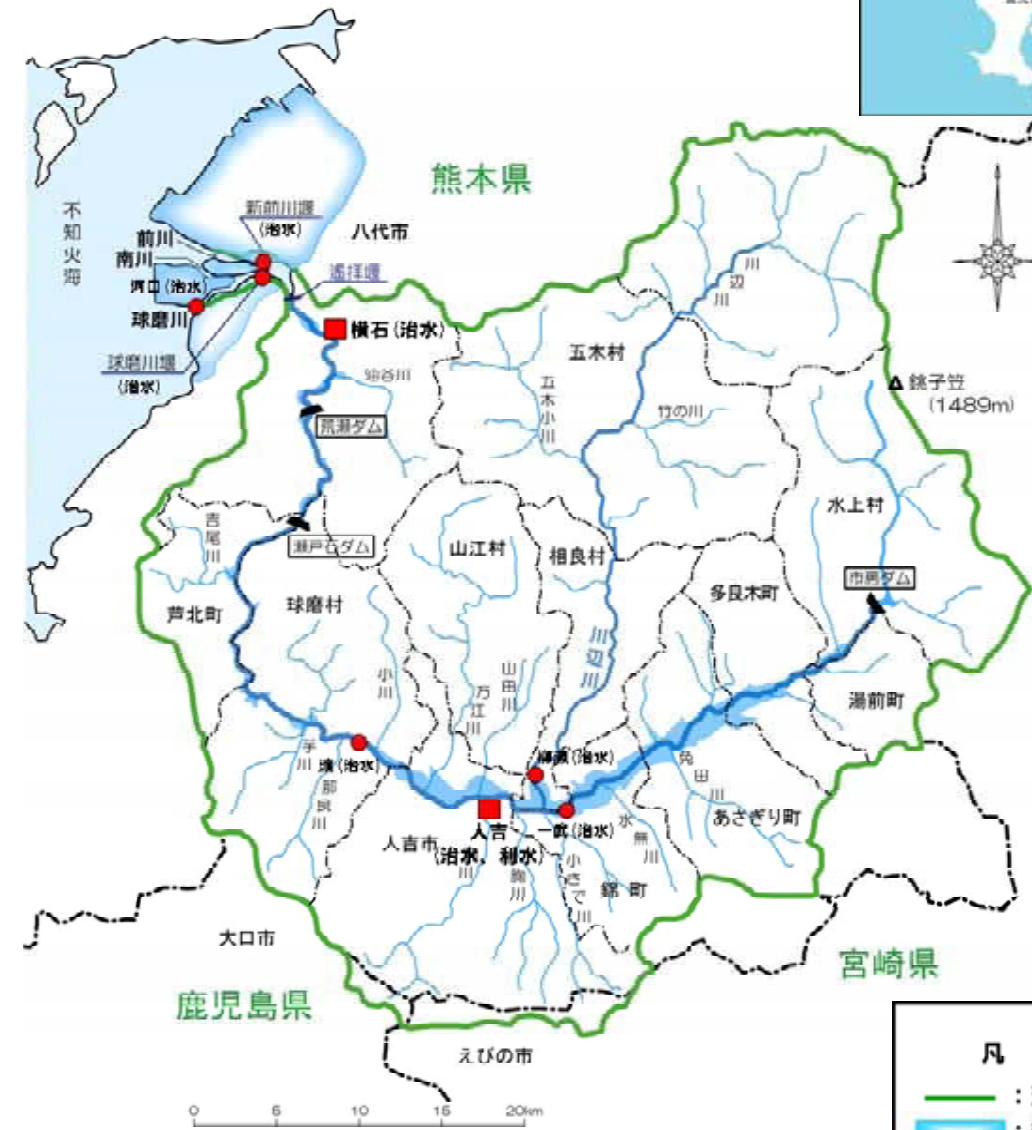 熊本県
不知火海
新前川堰
(治水)
前川
南川
八代市
河口(治水)
遙拝堰
球磨川
横石(治水)
球磨川堰
(治水)
川辺川
五木村
五木小川
竹の川
銚子笠
(1489m)
荒瀬ダム
水上村
吉尾川
瀬戸石ダム
山江村
相良村
市房ダム
多良木町
芦北町
球磨村
川辺川
小川
山田川
万江川
湯前町
芋川
渡(治水)
那良川
柳瀬(治水)
免田川
あさぎり町
人吉市
人吉
(治水、利水)
一武(治水)
水無川
川
胸川
小さで川
錦町
大口市
宮崎県
鹿児島県
えびの市
凡
0 5 10 15 20km